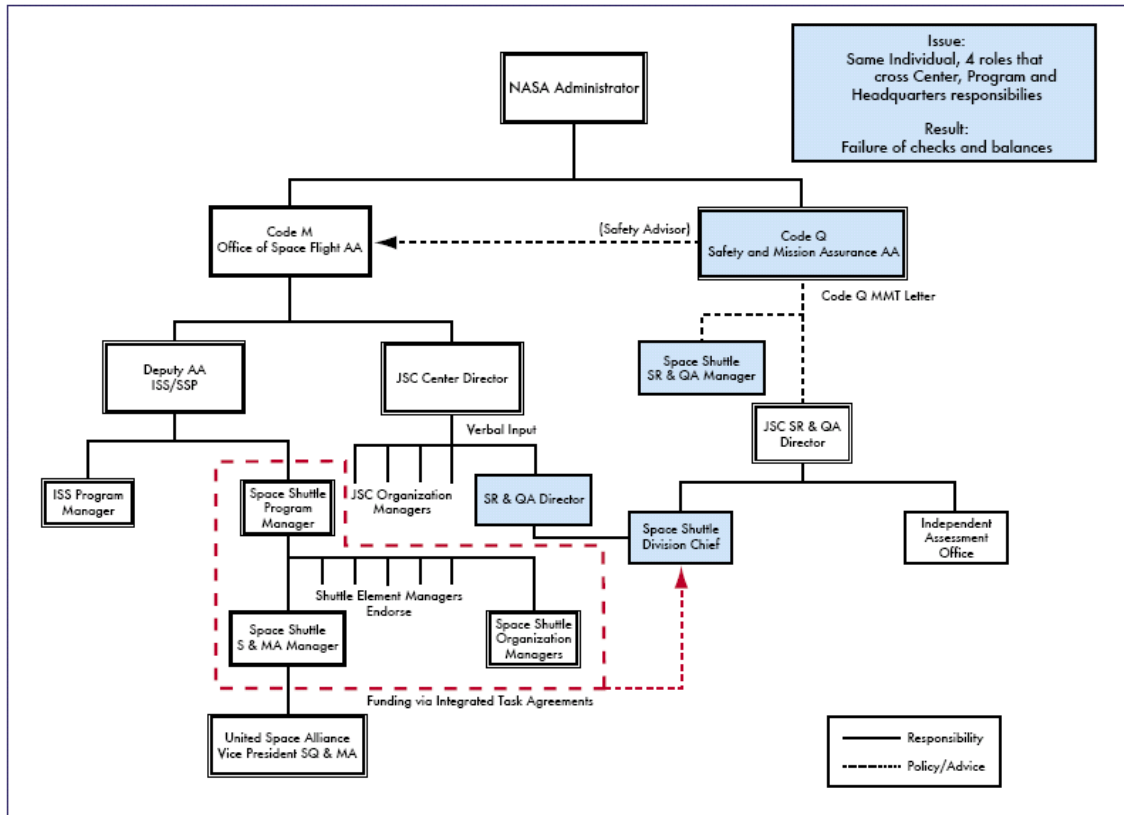 Issue:
Same Individual, 4 roles that
cross Center, Program and
Headquarters responsibilies
Result:
Failure of checks and balances
NASA Administrator
Code M
Office of Space Flight AA
(Safety Advisor)
Code Q
Safety and Mission Assurance AA
Code Q MMT Letter
Deputy AA
ISS/SSP
JSC Center Director
Space Shuttle
SR & QA Manager
Verbal Input
JSC SR & QA
Director
ISS Program
Manager
Space Shuttle
Program
Manager
JSC Organization
Managers
SR & QA Director
Space Shuttle
Division Chief
Independent
Assessment
Office
Shuttle Element Managers
Endorse
Space Shuttle
S & MA Manager
Space Shuttle
Organization
Managers
Funding via Integrated Task Agreements
United Space Alliance
Vice President SQ & MA
Responsibility
Policy/Advice